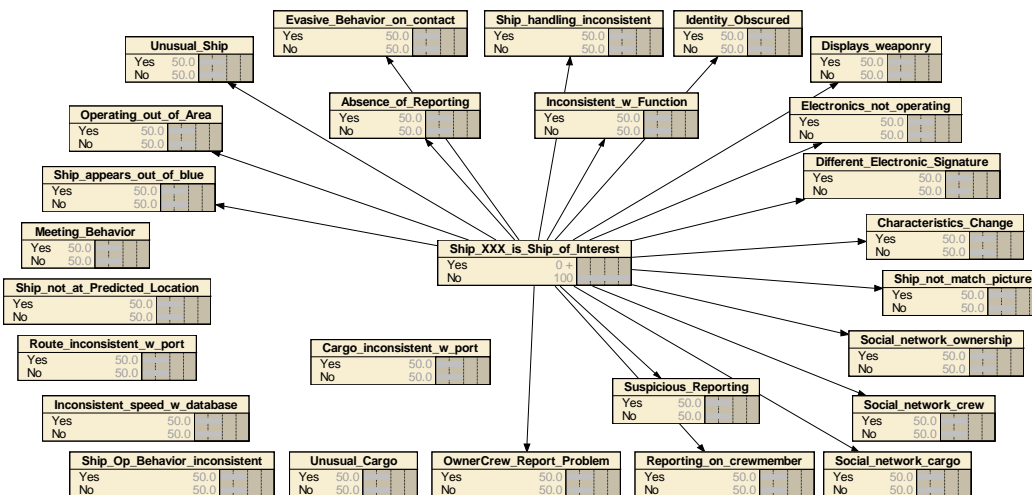 Evasive_Behavior_on_contact
Yes 50.0
No 50.0
Ship_handling_inconsistent
Yes 50.0
No 50.0
Identity_Obscured
Yes 50.0
No 50.0
Unusual_Ship
Yes 50.0
No 50.0
Displays_weaponry
Yes 50.0
No 50.0
Absence_of_Reporting
Yes 50.0
No 50.0
Inconsistent_w_Function
Yes 50.0
No 50.0
Electronics_not_operating
Yes 50.0
No 50.0
Operating_out_of_Area
Yes 50.0
No 50.0
Different_Electronic_Signature
Yes 50.0
No 50.0
Ship_appears_out_of_blue
Yes 50.0
No 50.0
Characteristics_Change
Yes 50.0
No 50.0
Meeting_Behavior
Yes 50.0
No 50.0
Ship_XXX_is_Ship_of_Interest
Yes 0 +
No 100
Ship_not_match_picture
Yes 50.0
No 50.0
Ship_not_at_Predicted_Location
Yes 50.0
No 50.0
Social_network_ownership
Yes 50.0
No 50.0
Route_inconsistent_w_port
Yes 50.0
No 50.0
Cargo_inconsistent_w_port
Yes 50.0
No 50.0
Suspicious_Reporting
Yes 50.0
No 50.0
Social_network_crew
Yes 50.0
No 50.0
Inconsistent_speed_w_database
Yes 50.0
No 50.0
Ship_Op_Behavior_inconsistent
Yes 50.0
No 50.0
Unusual_Cargo
Yes 50.0
No 50.0
OwnerCrew_Report_Problem
Yes 50.0
No 50.0
Reporting_on_crewmember
Yes 50.0
No 50.0
Social_network_cargo
Yes 50.0
No 50.0